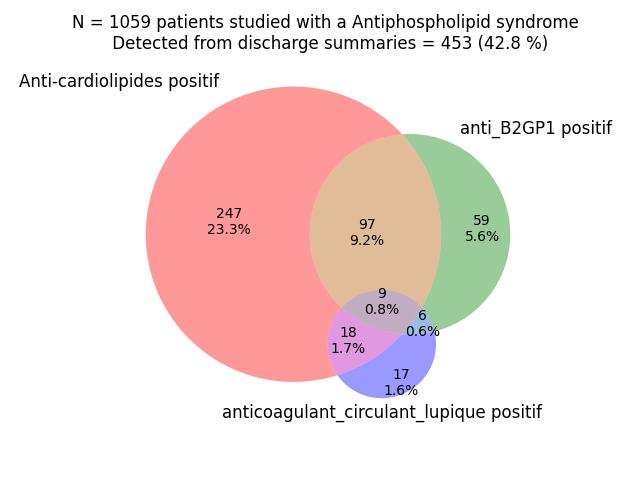 N = 1059 patients studied with a Antiphospholipid syndrome
Detected from discharge summaries = 453 (42.8 %)
Anti-cardiolipides positif
anti_B2GP1 positif
247
23.3%
97
9.2%
59
5.6%
9
0.8%
6
0.6%
18
1.7%
17
1.6%
anticoagulant_circulant_lupique positif